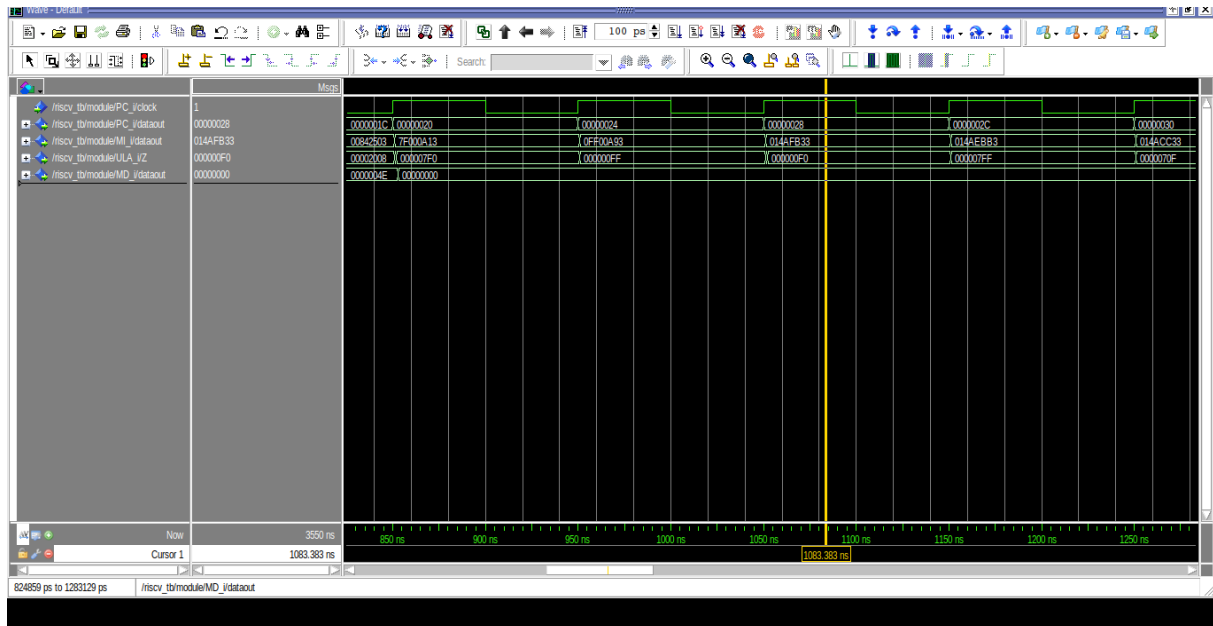 Wave - Default
100 ps
Search:
Msgs
/riscv_tb/module/PC_i/clock 1
/riscv_tb/module/PC_i/dataout 00000028 0000001C 00000020 00000024 00000028 0000002C 00000030
/riscv_tb/module/MI_i/dataout 014AFB33 00842503 7F000A13 0FF00A93 014AFB33 014AEBB3 014ACC33
/riscv_tb/module/ULA_i/Z 000000F0 00002008 000007F0 000000FF 000000F0 000007FF 0000070F
/riscv_tb/module/MD_i/dataout 00000000 0000004E 00000000
Now 3550 ns
850 ns 900 ns 950 ns 1000 ns 1050 ns 1100 ns 1150 ns 1200 ns 1250 ns
Cursor 1 1083.383 ns 1083.383 ns
824859 ps to 1283129 ps /riscv_tb/module/MD_i/dataout